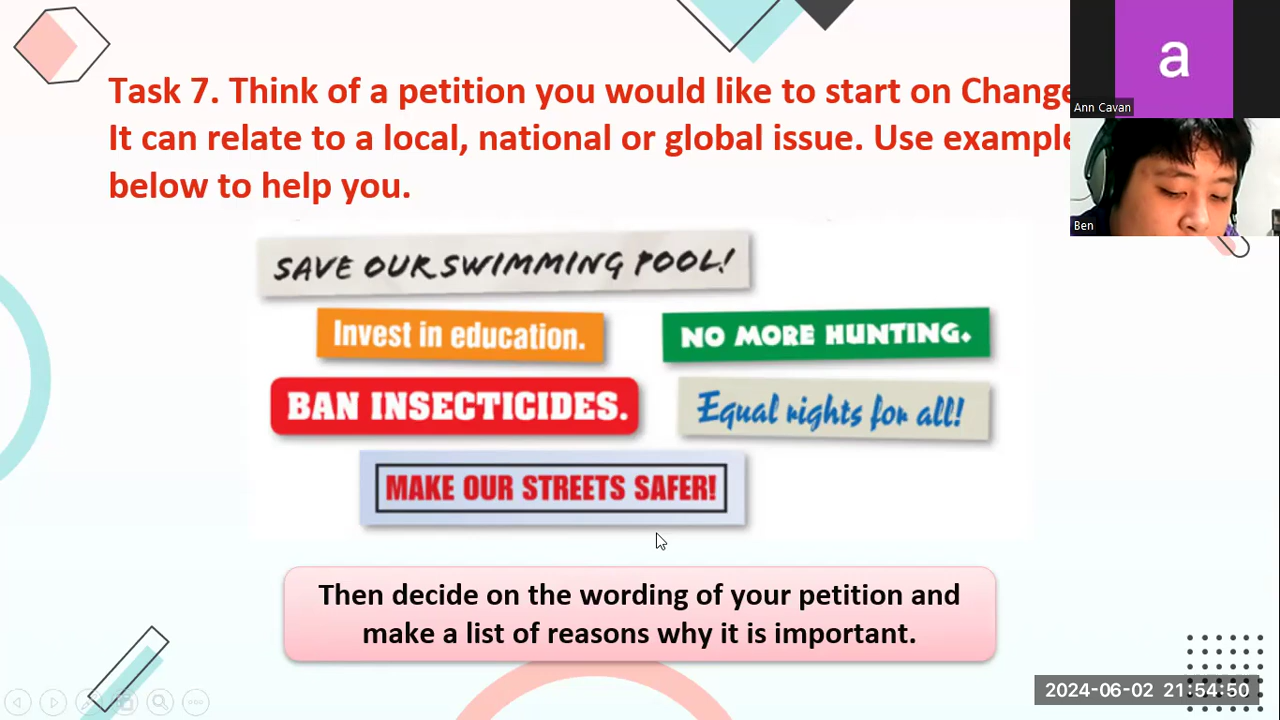 Task 7. Think of a petition you would like to start on Change
It can relate to a local, national or global issue. Use example
below to help you.
SAVE OUR SWIMMING POOL!
Invest in education.
NO MORE HUNTING.
BAN INSECTICIDES.
Equal rights for all!
MAKE OUR STREETS SAFER!
Then decide on the wording of your petition and
make a list of reasons why it is important.
a
Ann Cavan
Ben
2024-06-02 21:54:50